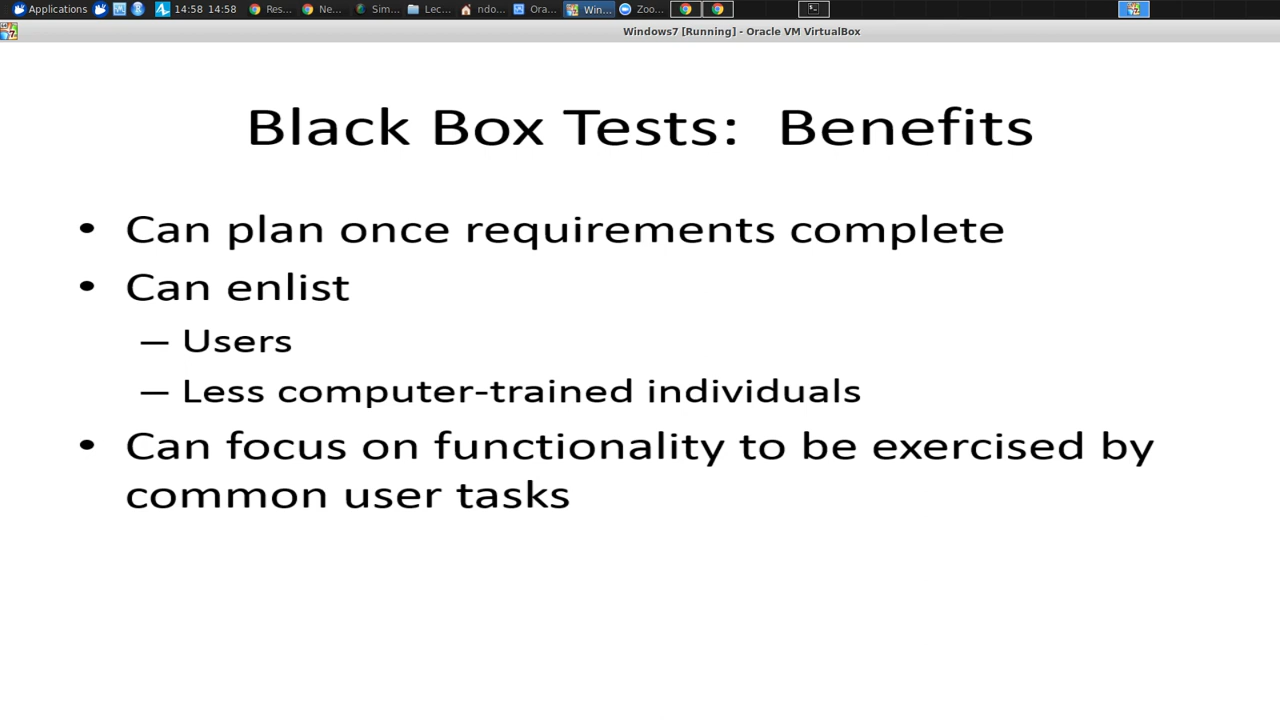 Applications 14:58 14:58 Res... Ne... Sim... Lec... ndo... Ora... Win... Zoo...
Windows7 [Running] - Oracle VM VirtualBox
Black Box Tests: Benefits
• Can plan once requirements complete
• Can enlist
– Users
– Less computer-trained individuals
• Can focus on functionality to be exercised by
common user tasks